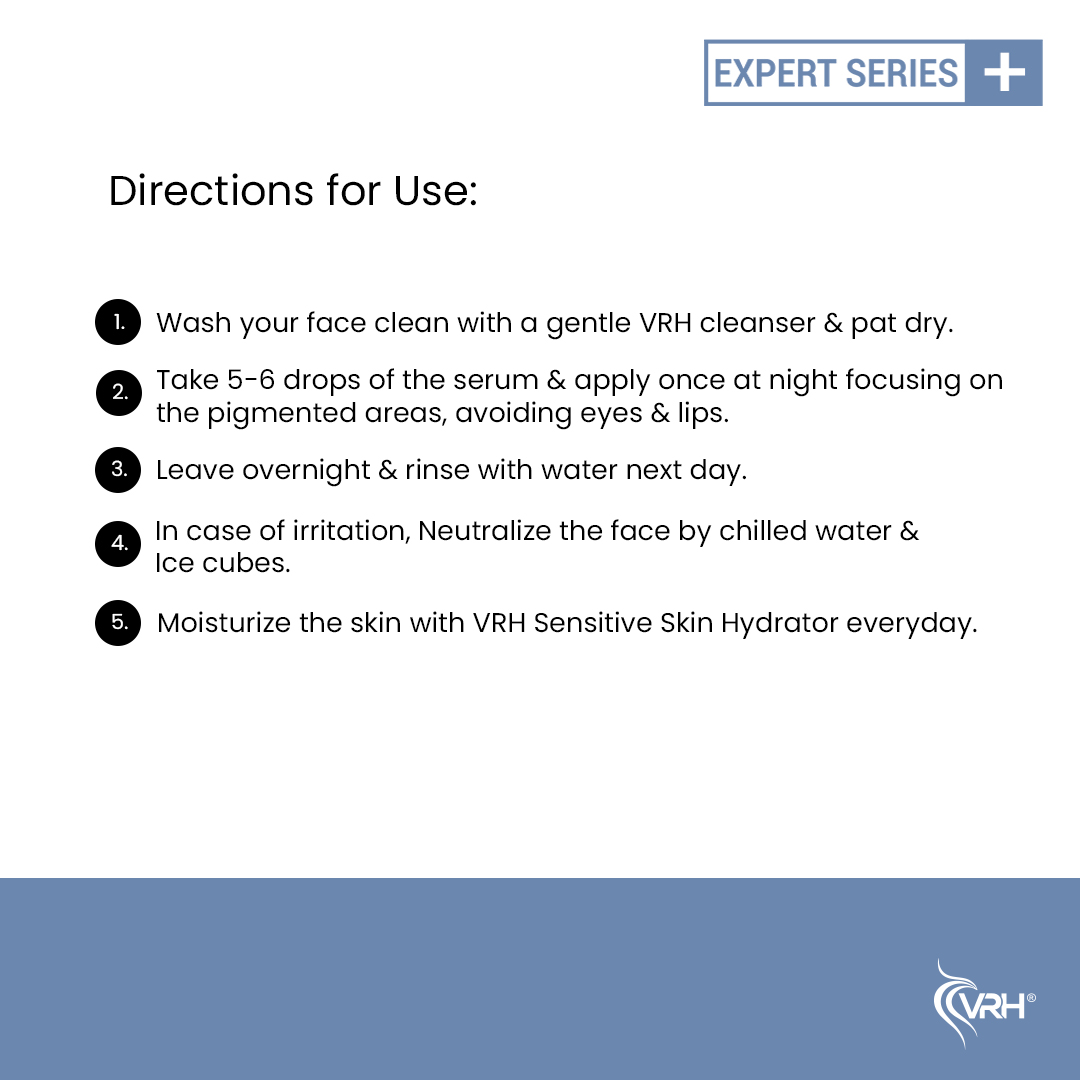 EXPERT SERIES +
Directions for Use:
1. Wash your face clean with a gentle VRH cleanser & pat dry.
2. Take 5-6 drops of the serum & apply once at night focusing on
the pigmented areas, avoiding eyes & lips.
3. Leave overnight & rinse with water next day.
4. In case of irritation, Neutralize the face by chilled water &
Ice cubes.
5. Moisturize the skin with VRH Sensitive Skin Hydrator everyday.
VRH®